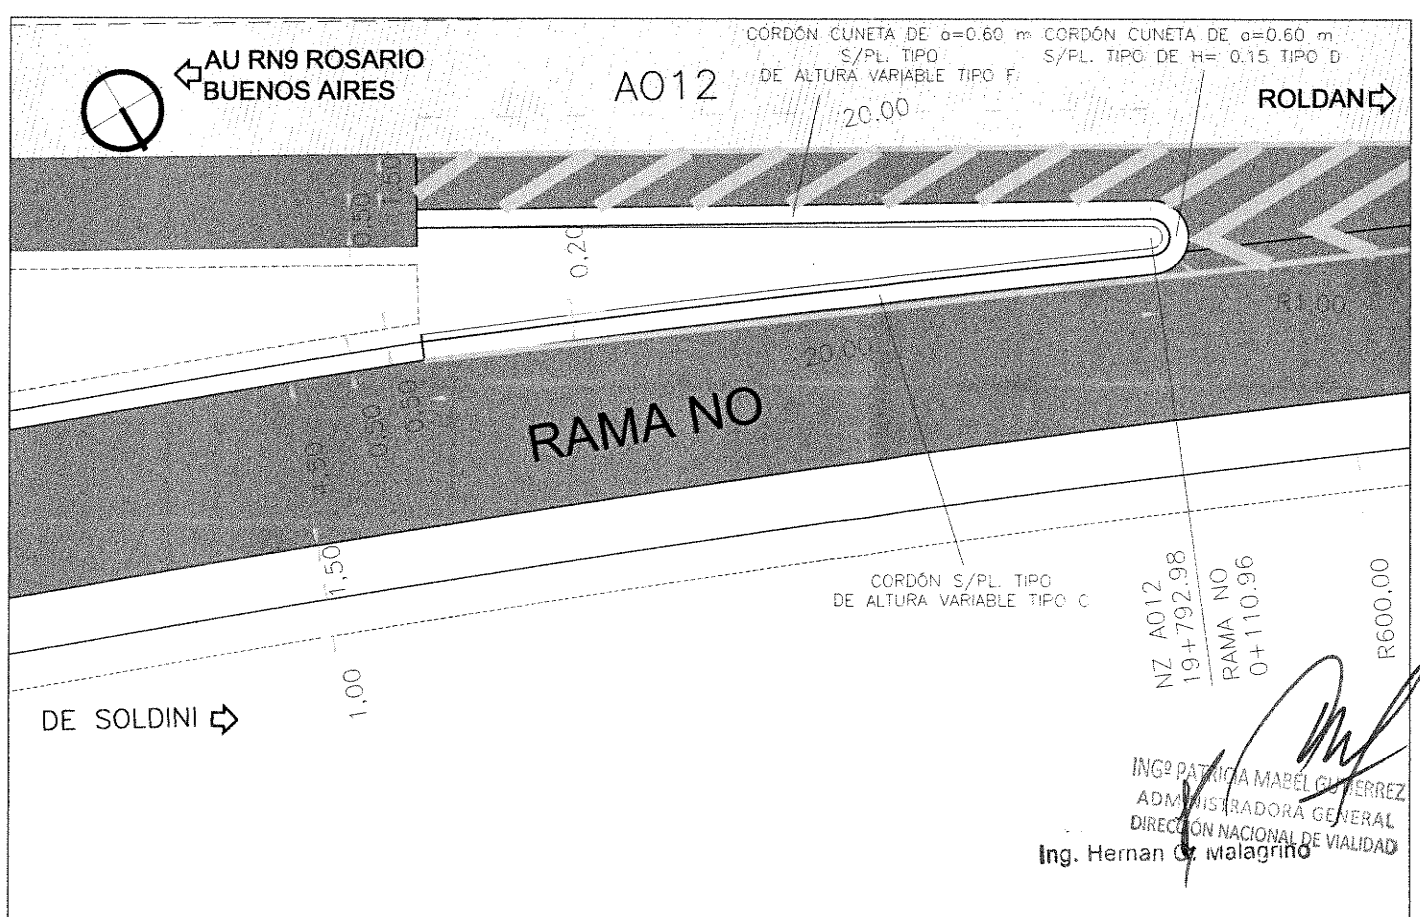 AU RN9 ROSARIO
BUENOS AIRES
AO12
CORDÓN CUNETA DE a=0.60 m
S/PL. TIPO
DE ALTURA VARIABLE TIPO F
CORDÓN CUNETA DE a=0.60 m
S/PL. TIPO DE H= 0.15 TIPO D
ROLDAN
20.00
0.50
0,20
R1.00
20.00
RAMA NO
0,50
0.50
4.80
1,50
1,00
CORDÓN S/PL. TIPO
DE ALTURA VARIABLE TIPO C
NZ AO12
19+792.98
RAMA NO
0+110.96
R600.00
DE SOLDINI
INGº PATRICIA MABEL GUTIERREZ
ADMINISTRADORA GENERAL
DIRECCIÓN NACIONAL DE VIALIDAD
Ing. Hernan G. Malagrino